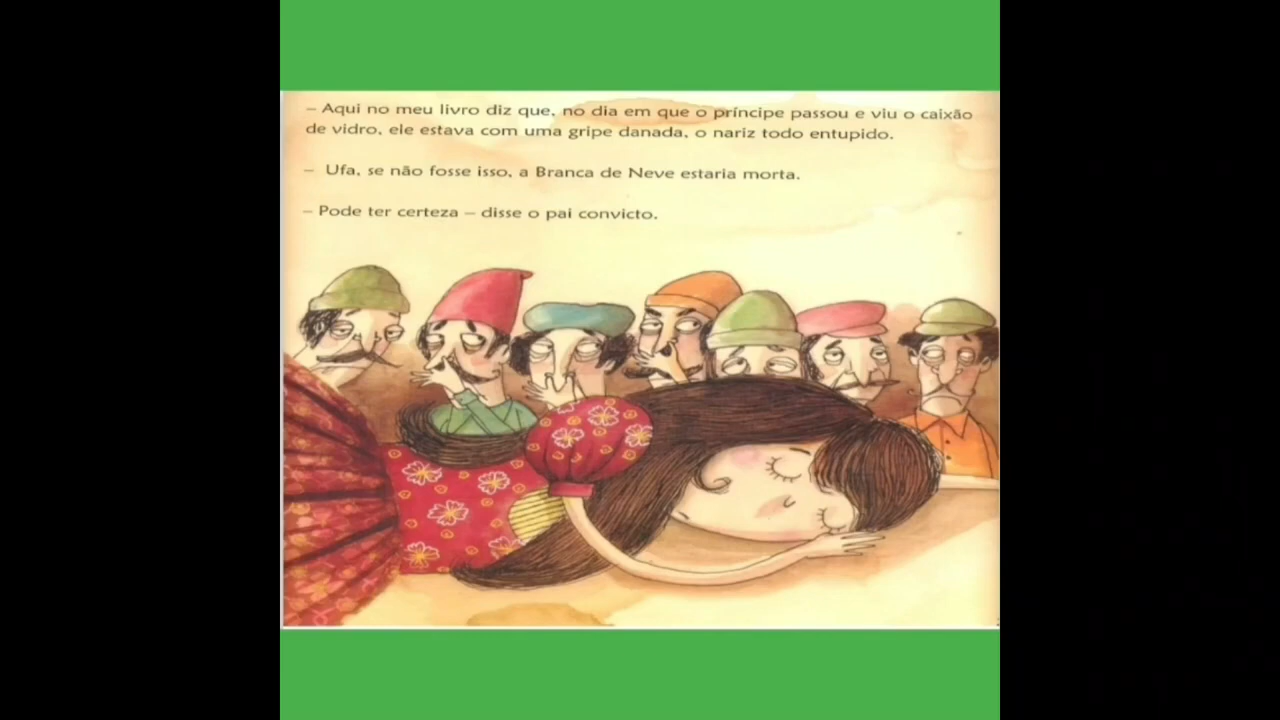 – Aqui no meu livro diz que, no dia em que o príncipe passou e viu o caixão
de vidro, ele estava com uma gripe danada, o nariz todo entupido.
– Ufa, se não fosse isso, a Branca de Neve estaria morta.
– Pode ter certeza – disse o pai convicto.